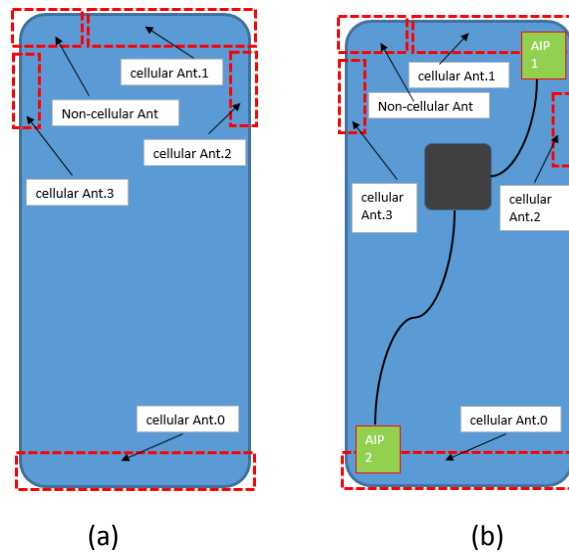 cellular Ant.1
Non-cellular Ant
cellular Ant.2
cellular Ant.3
cellular Ant.0
(a)
AIP
1
cellular Ant.1
Non-cellular Ant
cellular
Ant.3
cellular
Ant.2
cellular Ant.0
AIP
2
(b)